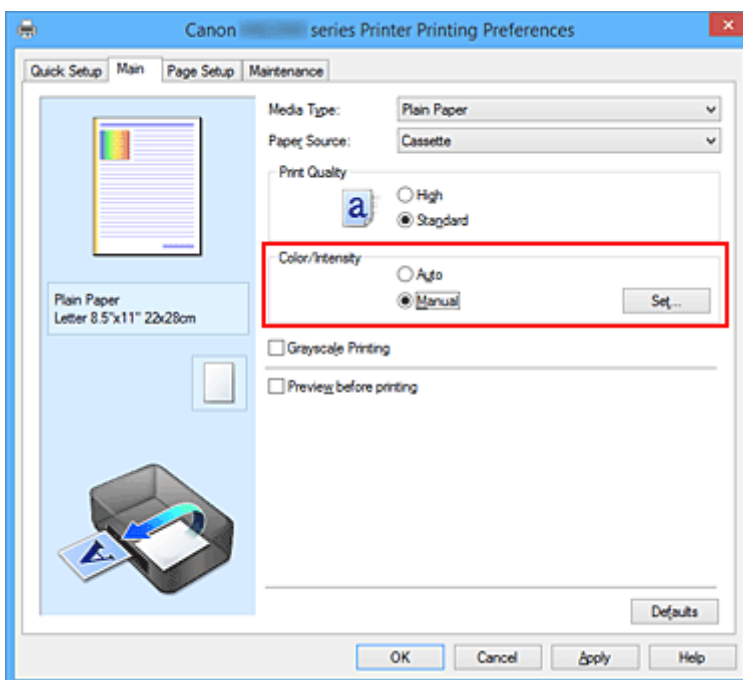 Canon series Printer Printing Preferences
Quick Setup Main Page Setup Maintenance
Media Type: Plain Paper
Paper Source: Cassette
Print Quality
a
High
Standard
Color/Intensity
Auto
Manual Set...
Plain Paper
Letter 8.5"x11" 22x28cm
Grayscale Printing
Preview before printing
A
Defaults
OK Cancel Apply Help